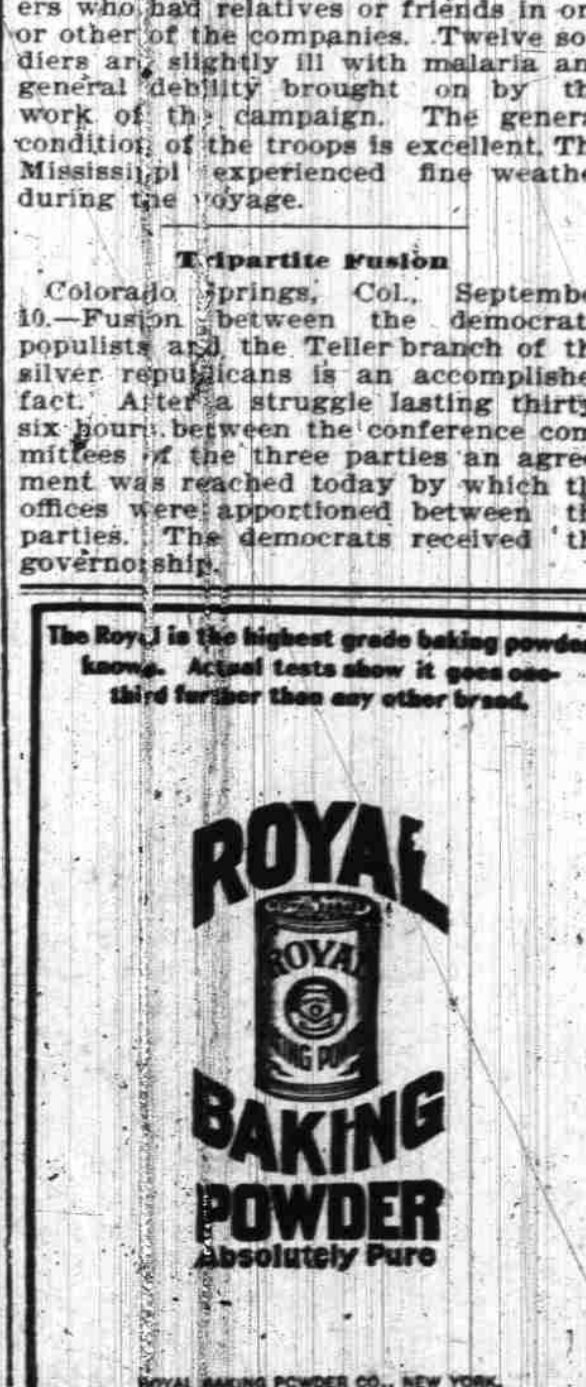 ers who had relatives or friends in on
or other of the companies. Twelve so
diers are slightly ill with malaria an
general debility brought on by th
work of the campaign. The genera
condition of the troops is excellent. Th
Mississippi experienced fine weathe
during the voyage.
Tripartite Fusion
Colorado Springs, Col., Septembe
10.—Fusion between the democrat
populists and the Teller branch of th
silver republicans is an accomplishe
fact. After a struggle lasting thirty
six hours between the conference com
mittees of the three parties an agree
ment was reached today by which th
offices were apportioned between th
parties. The democrats received th
governorship.
The Royal is the highest grade baking powder
known. Actual tests show it goes one-
third further than any other brand.
ROYAL
ROYAL
BAKING POWD
BAKING
POWDER
Absolutely Pure
ROYAL BAKING POWDER CO., NEW YORK.